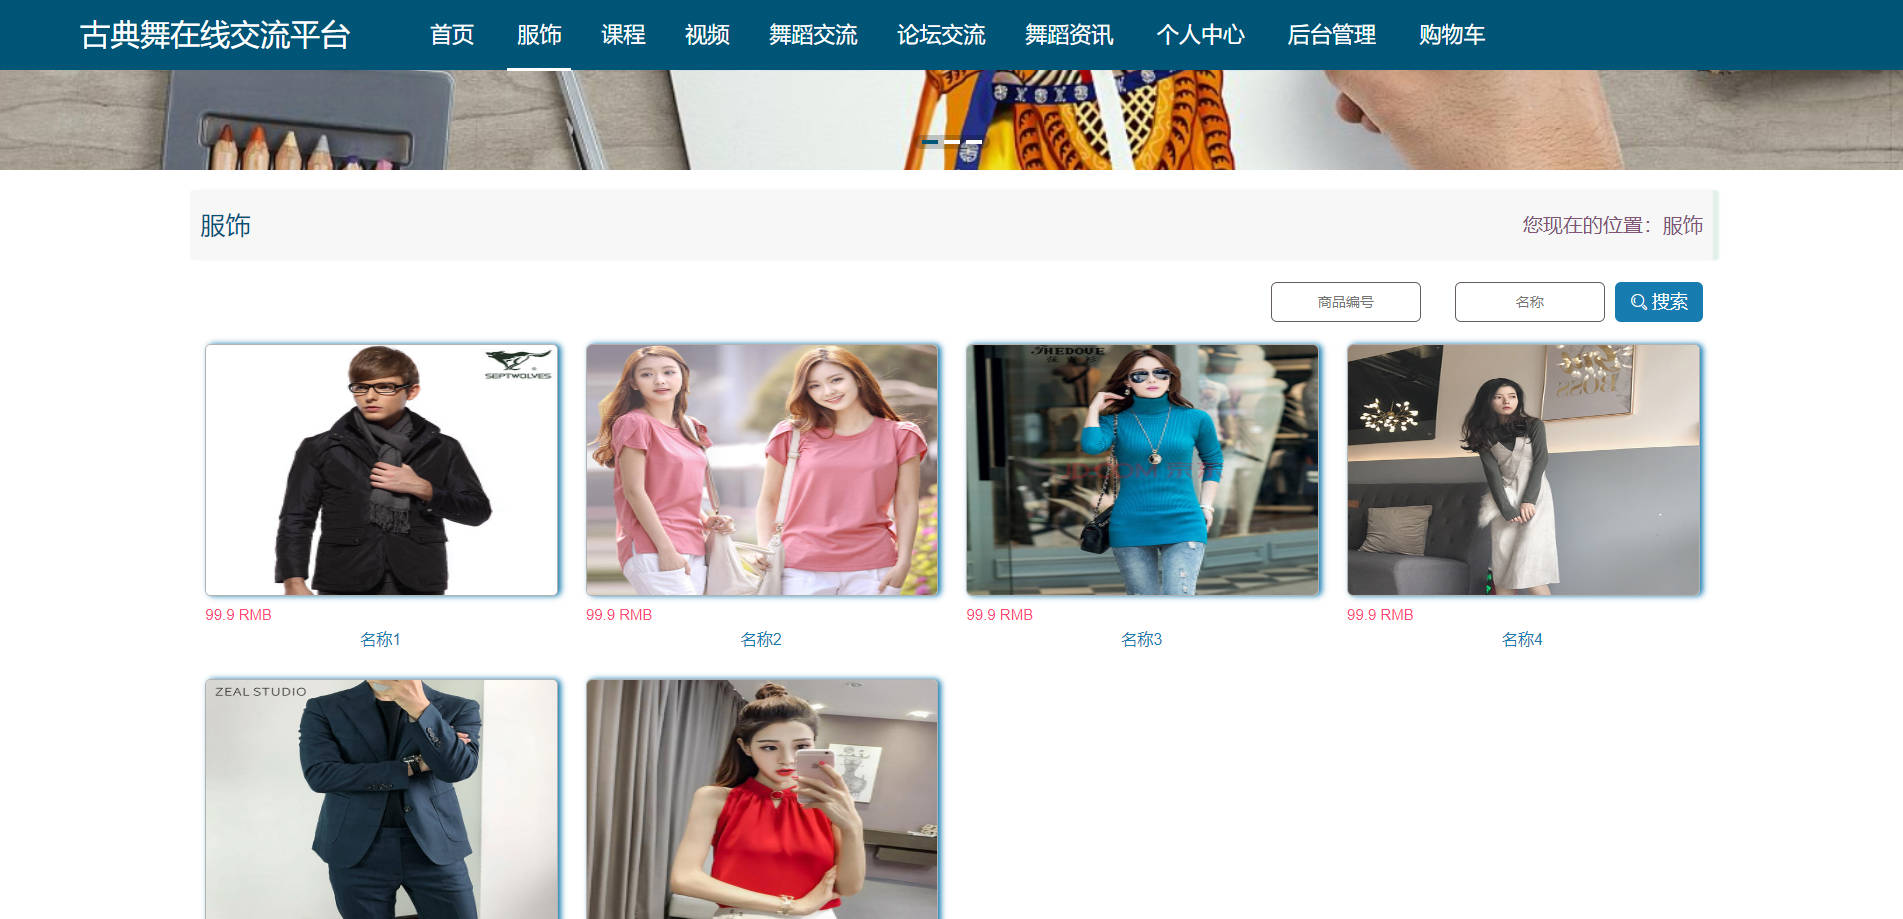 古典舞在线交流平台
首页 服饰 课程 视频 舞蹈交流 论坛交流 舞蹈资讯 个人中心 后台管理 购物车
服饰
您现在的位置：服饰
商品编号
名称
搜索
SEPTWOLVES
99.9 RMB
名称1
99.9 RMB
名称2
99.9 RMB
名称3
99.9 RMB
名称4
ZEAL STUDIO